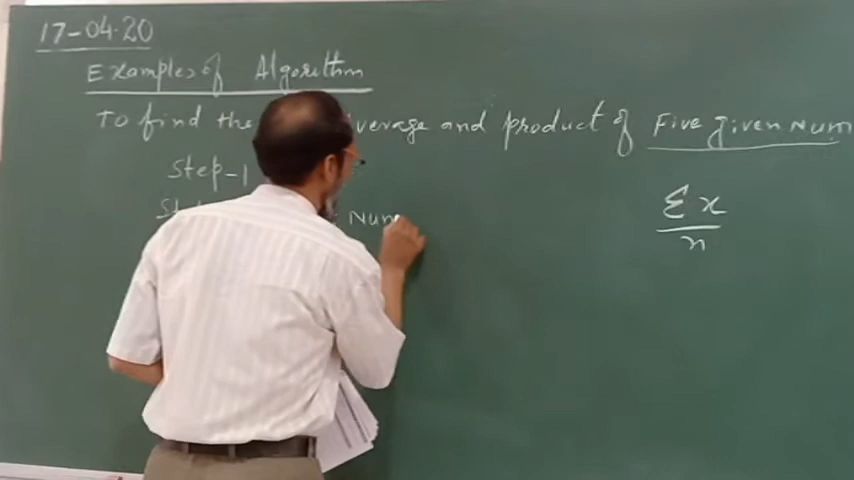 17-04-20
Examples of Algorithm
To find the average and product of Five given Num
Step-1
St Num
Σx
n